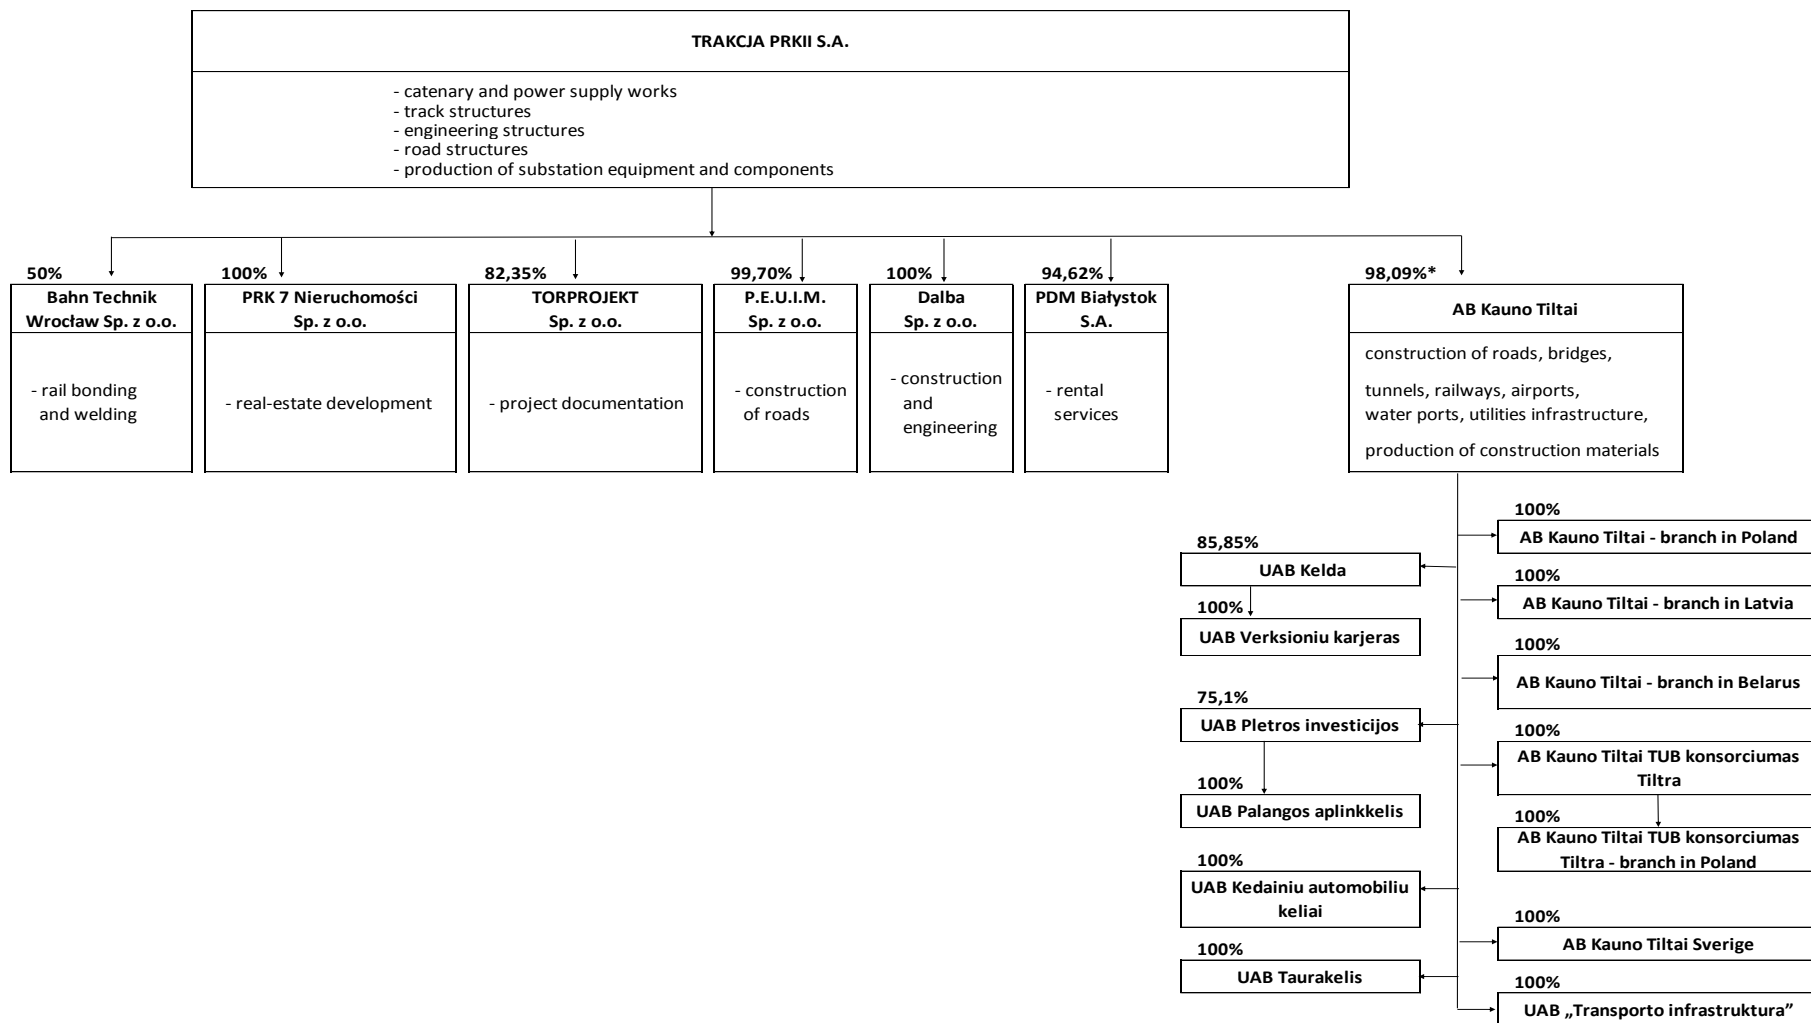 TRAKCJA PRKII S.A.
- catenary and power supply works
- track structures
- engineering structures
- road structures
- production of substation equipment and components
50%
Bahn Technik
Wrocław Sp. z o.o.
- rail bonding
and welding
100%
PRK 7 Nieruchomości
Sp. z o.o.
- real-estate development
82,35%
TORPROJEKT
Sp. z o.o.
- project documentation
99,70%
P.E.U.I.M.
Sp. z o.o.
- construction
of roads
100%
Dalba
Sp. z o.o.
- construction
and
engineering
94,62%
PDM Białystok
S.A.
- rental
services
98,09%*
AB Kauno Tiltai
construction of roads, bridges,
tunnels, railways, airports,
water ports, utilities infrastructure,
production of construction materials
85,85%
UAB Kelda
100%
UAB Verksioniu karjeras
75,1%
UAB Pletros investicijos
100%
UAB Palangos aplinkkelis
100%
UAB Kedainiu automobiliu
keliai
100%
UAB Taurakelis
100%
AB Kauno Tiltai - branch in Poland
100%
AB Kauno Tiltai - branch in Latvia
100%
AB Kauno Tiltai - branch in Belarus
100%
AB Kauno Tiltai TUB konsorciumas
Tiltra
100%
AB Kauno Tiltai TUB konsorciumas
Tiltra - branch in Poland
100%
AB Kauno Tiltai Sverige
100%
UAB „Transporto infrastruktura”